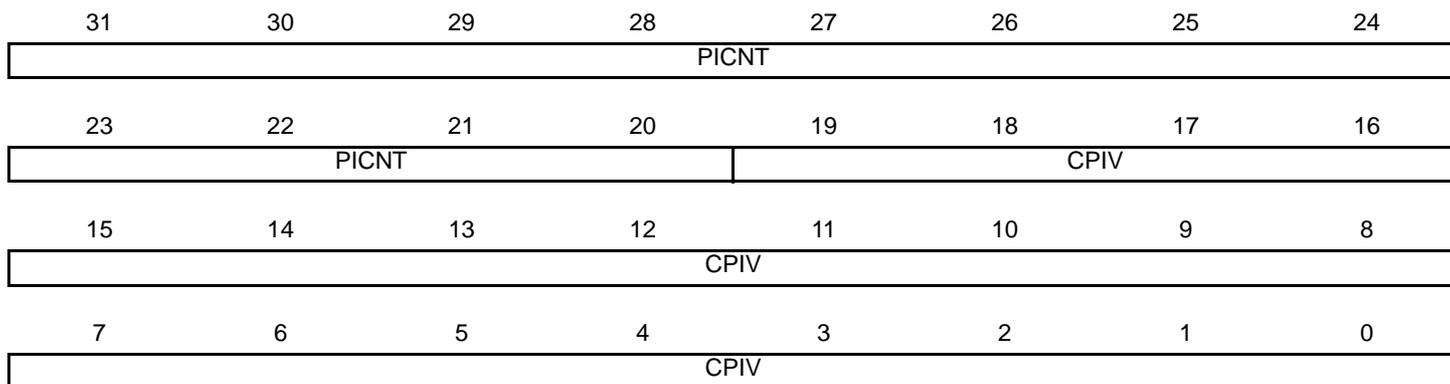 31 30 29 28 27 26 25 24
PICNT
23 22 21 20 19 18 17 16
PICNT CPIV
15 14 13 12 11 10 9 8
CPIV
7 6 5 4 3 2 1 0
CPIV